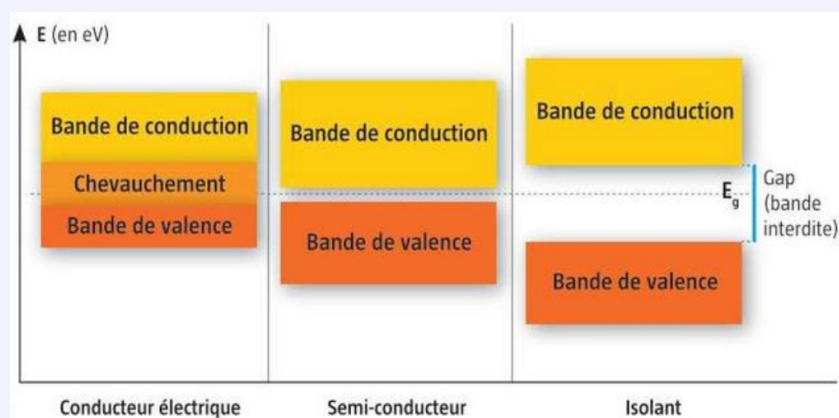 E (en eV)
Bande de conduction
Chevauchement
Bande de valence
Bande de conduction
Bande de valence
Bande de conduction
Bande de valence
Eg
Gap
(bande
interdite)
Conducteur électrique
Semi-conducteur
Isolant